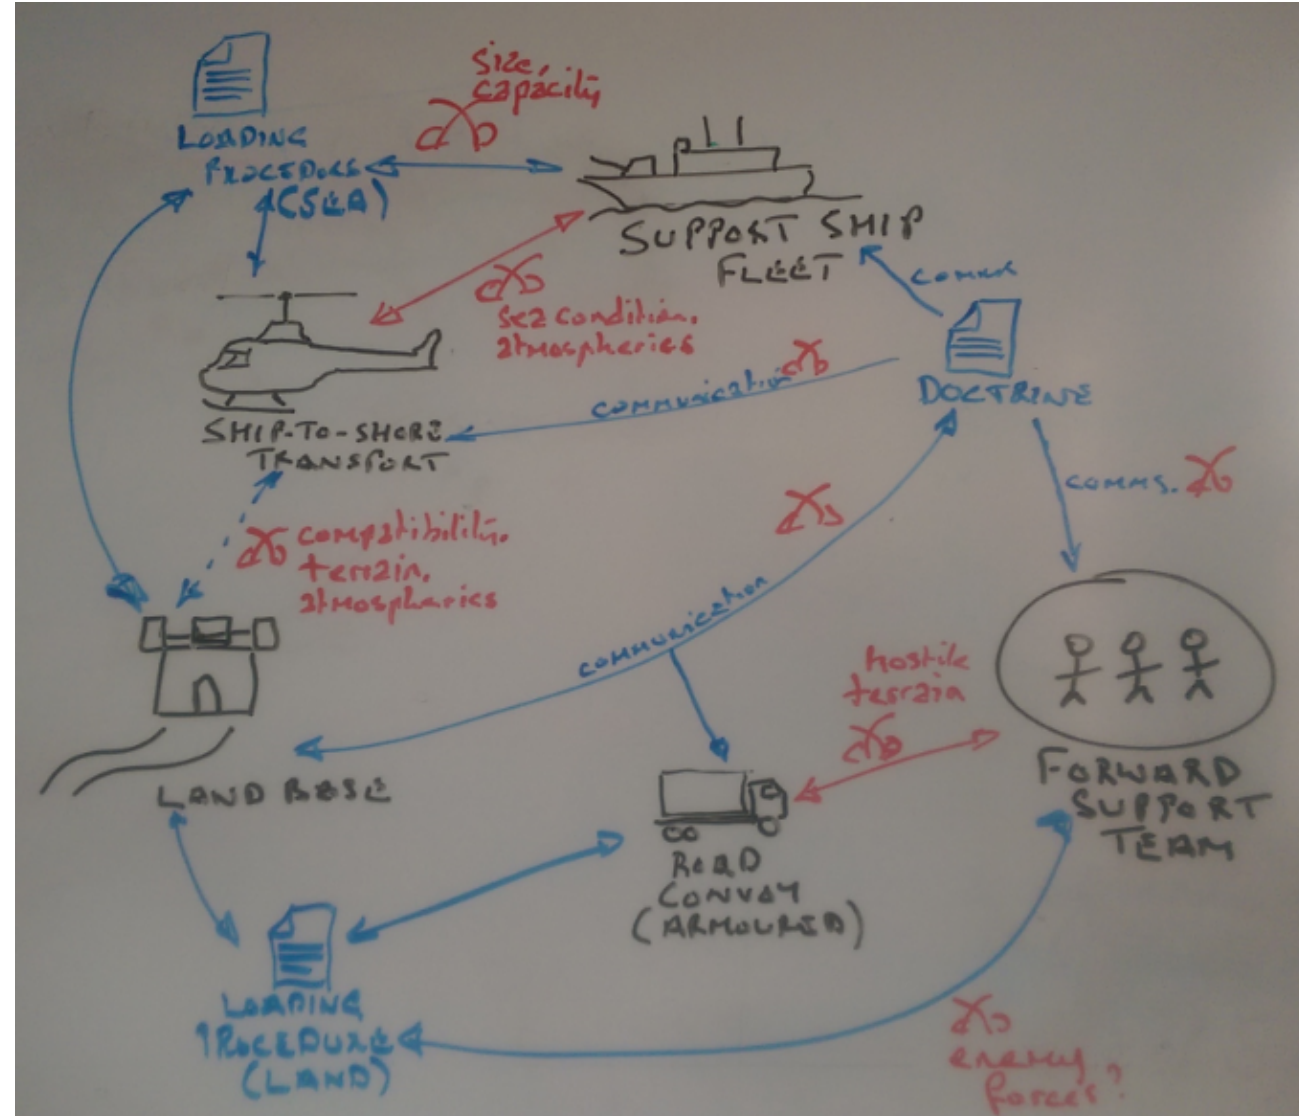 Size,
capacity
LOADING
PROCEDURE
(SEA)
SUPPORT SHIP
FLEET
comms
sea condition,
atmospherics
DOCTRINE
communication
SHIP-TO-SHORE
TRANSPORT
comms.
compatibility,
terrain,
atmospherics
communication
hostile
terrain
FORWARD
SUPPORT
TEAM
LAND BASE
ROAD
CONVOY
(ARMOURED)
LOADING
PROCEDURE
(LAND)
enemy
forces?